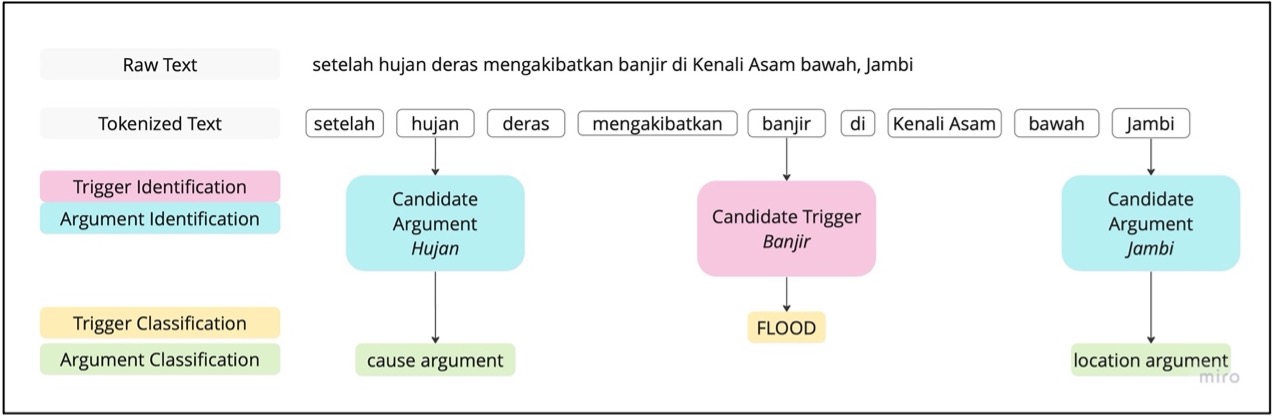 Raw Text
setelah hujan deras mengakibatkan banjir di Kenali Asam bawah, Jambi
Tokenized Text
setelah hujan deras mengakibatkan banjir di Kenali Asam bawah Jambi
Trigger Identification
Argument Identification
Candidate
Argument
Hujan
Candidate Trigger
Banjir
Candidate
Argument
Jambi
Trigger Classification
Argument Classification
cause argument
FLOOD
location argument
miro